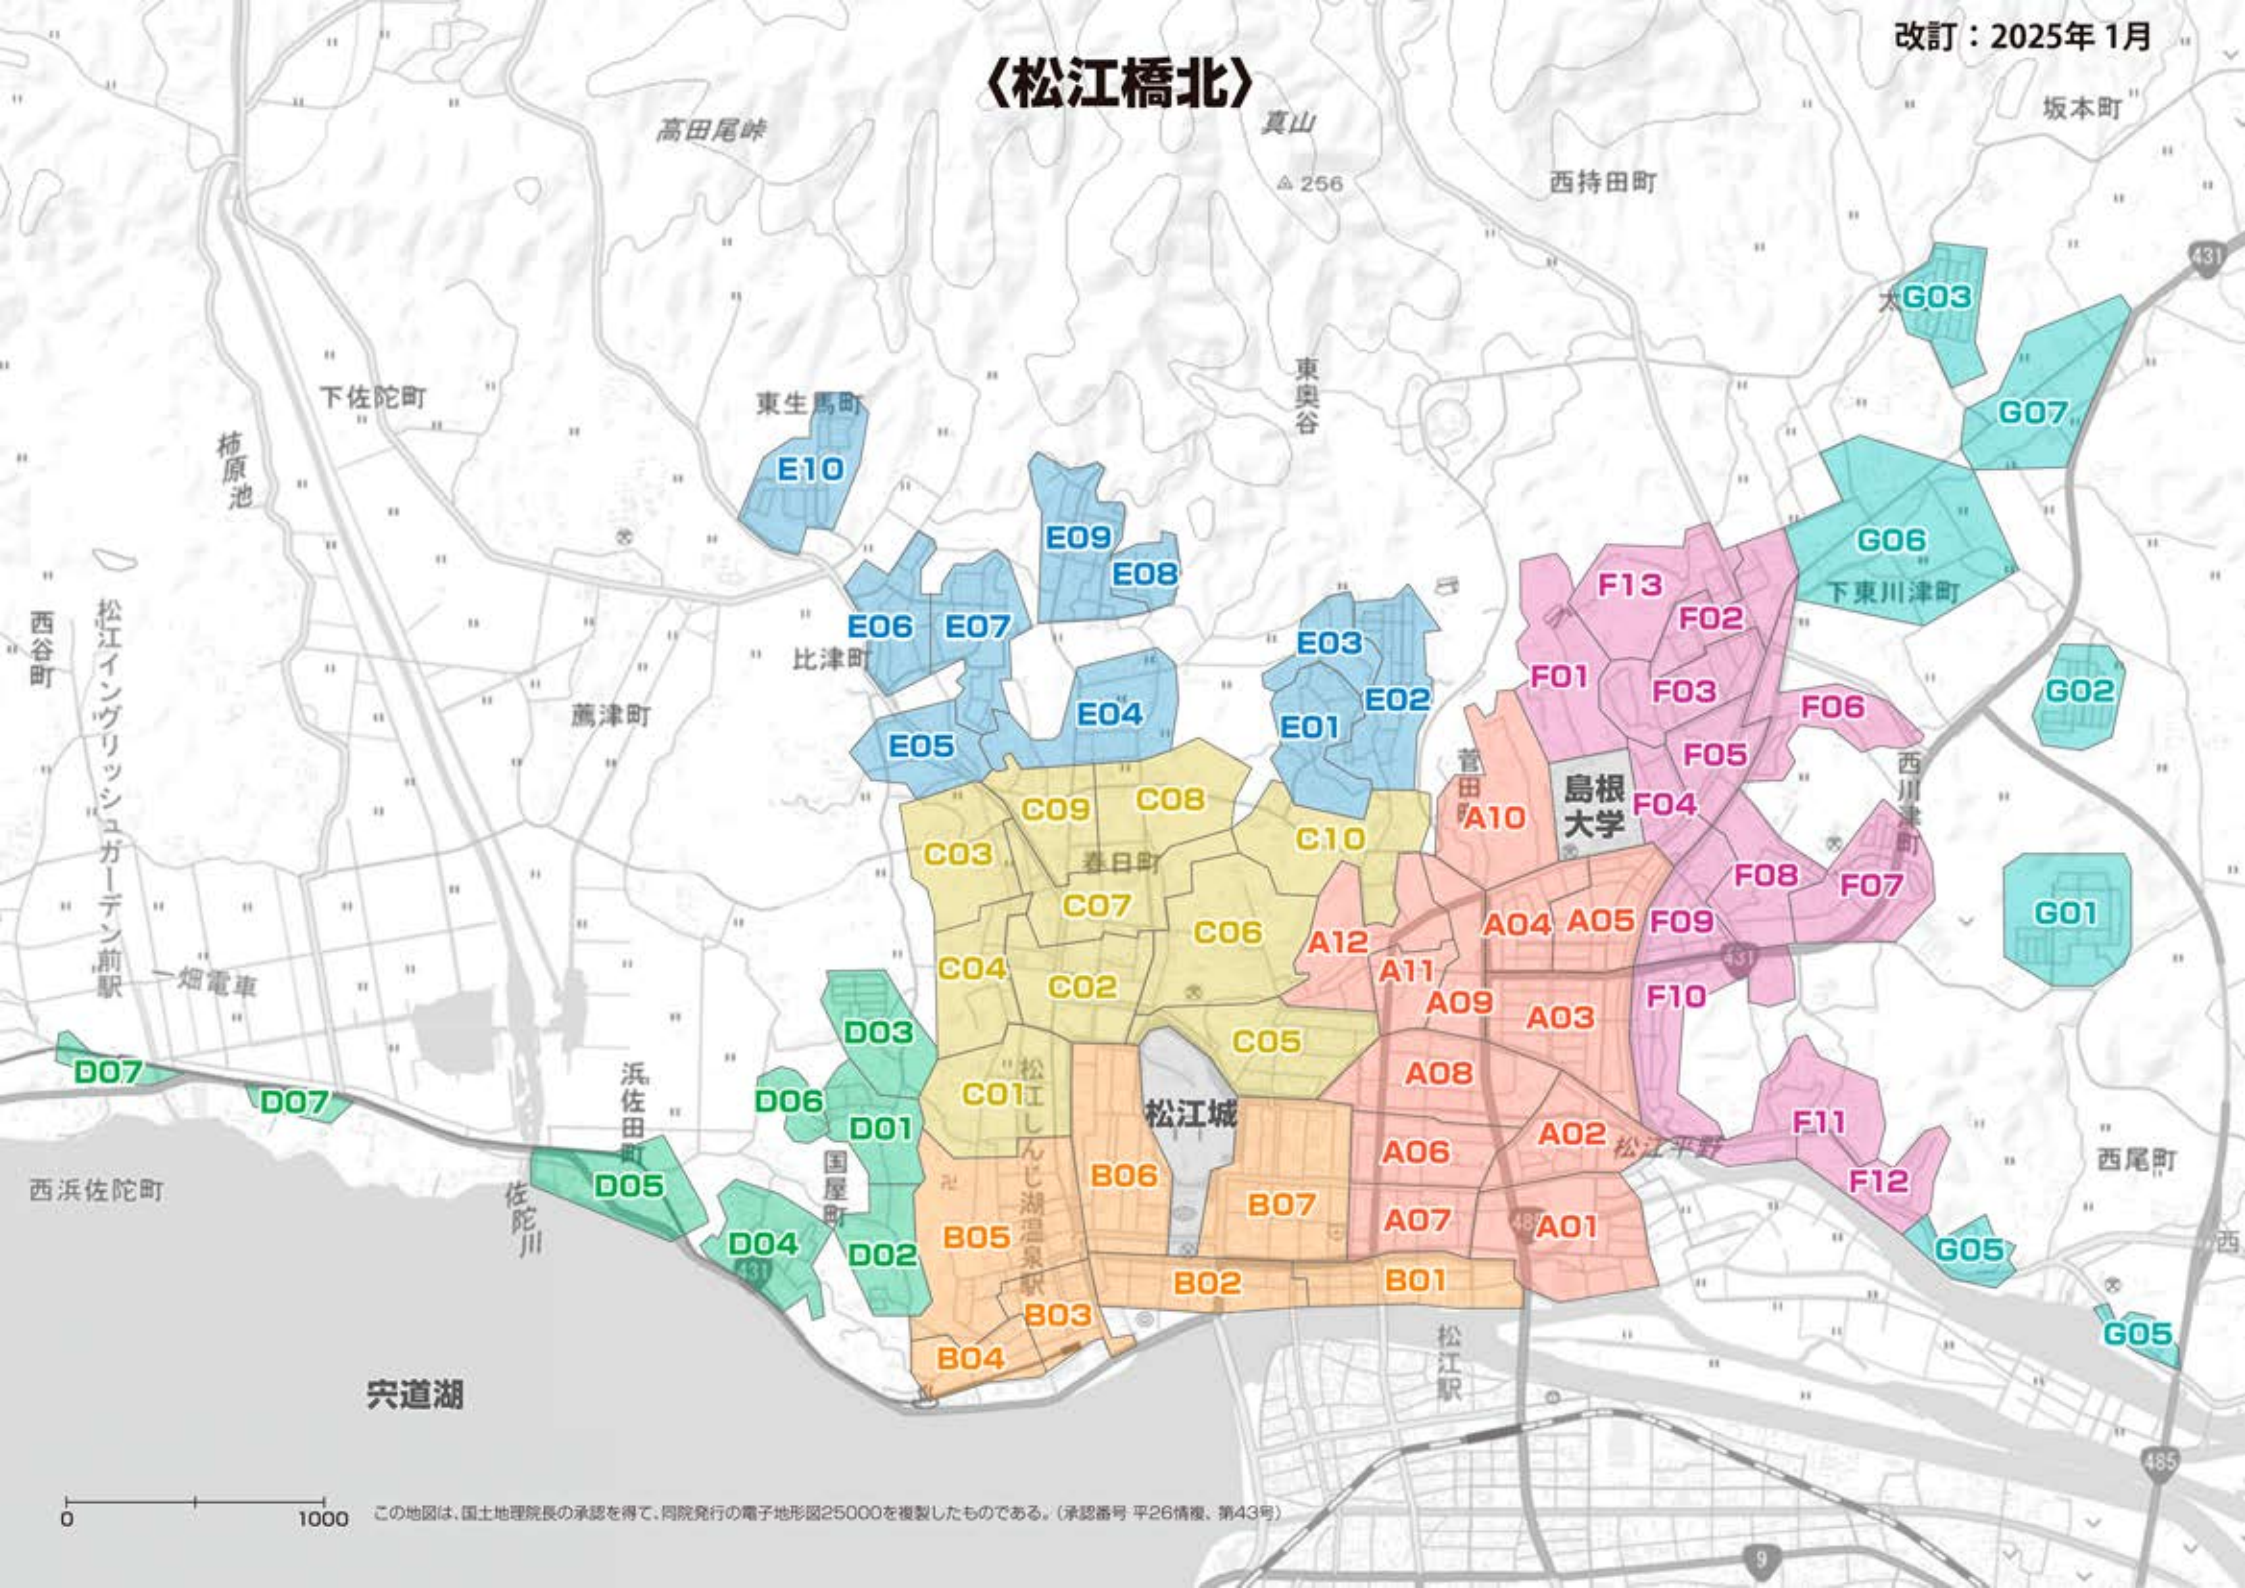 改訂：2025年 1月
〈松江橋北〉
坂本町
高田尾峠
真山
256
西持田町
431
G03
太
G07
東奥谷
下佐陀町
東生馬町
柿原池
E10
E09
E08
G06
下東川津町
F13
F02
E06
E07
E03
比津町
F01
F03
E02
G02
西谷町
松江イングリッシュガーデン前駅
薦津町
E04
E01
E05
F06
F05
菅田町
島根
大学
F04
西川津町
C09
C08
A10
C10
C03
春日町
F08
F07
C07
C06
A04
A05
F09
G01
A12
C04
A11
431
一畑電車
C02
A09
F10
A03
D03
C05
D07
D07
浜佐田町
A08
D06
C01
松江しんじ湖温泉駅
松江城
D01
F11
A02
松江平野
A06
西尾町
国屋町
B06
F12
西浜佐陀町
佐陀川
D05
B07
A07
A01
D04
B05
D02
G05
西
431
B02
B01
B03
G05
B04
松江駅
宍道湖
485
0
1000
この地図は、国土地理院長の承認を得て、同院発行の電子地形図25000を複製したものである。（承認番号 平26情複、第43号）
9